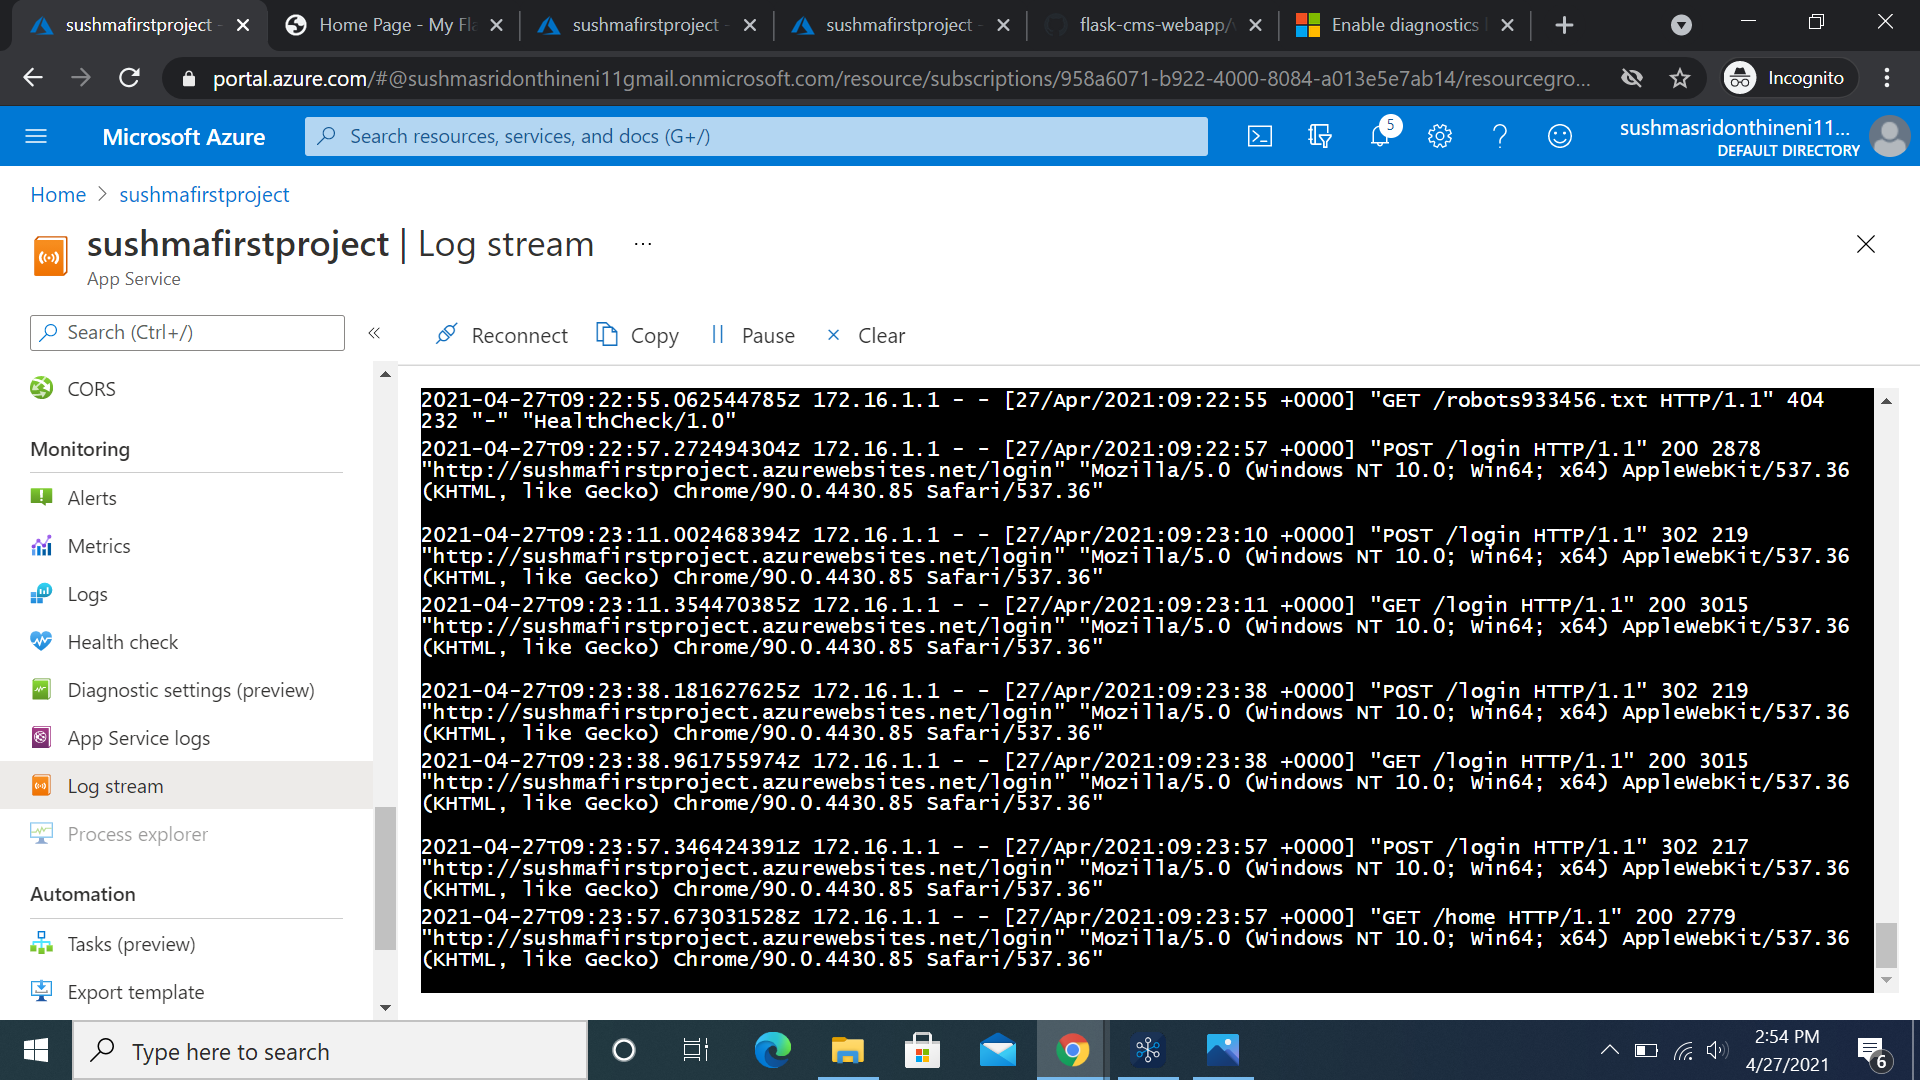 sushmafirstproject -
Home Page - My Fla
sushmafirstproject -
sushmafirstproject -
flask-cms-webapp/
Enable diagnostics
portal.azure.com/#@sushmasridonthineni11gmail.onmicrosoft.com/resource/subscriptions/958a6071-b922-4000-8084-a013e5e7ab14/resourcegro...
Incognito
Microsoft Azure
Search resources, services, and docs (G+/)
5
sushmasridonthineni11...
DEFAULT DIRECTORY
Home > sushmafirstproject
sushmafirstproject | Log stream ...
App Service
Search (Ctrl+/)
«
Reconnect
Copy
Pause
Clear
CORS
Monitoring
Alerts
Metrics
Logs
Health check
Diagnostic settings (preview)
App Service logs
Log stream
Process explorer
Automation
Tasks (preview)
Export template
2021-04-27T09:22:55.062544785Z 172.16.1.1 - - [27/Apr/2021:09:22:55 +0000] "GET /robots933456.txt HTTP/1.1" 404
232 "-" "HealthCheck/1.0"
2021-04-27T09:22:57.272494304Z 172.16.1.1 - - [27/Apr/2021:09:22:57 +0000] "POST /login HTTP/1.1" 200 2878
"http://sushmafirstproject.azurewebsites.net/login" "Mozilla/5.0 (Windows NT 10.0; Win64; x64) AppleWebKit/537.36
(KHTML, like Gecko) Chrome/90.0.4430.85 Safari/537.36"
2021-04-27T09:23:11.002468394Z 172.16.1.1 - - [27/Apr/2021:09:23:10 +0000] "POST /login HTTP/1.1" 302 219
"http://sushmafirstproject.azurewebsites.net/login" "Mozilla/5.0 (Windows NT 10.0; Win64; x64) AppleWebKit/537.36
(KHTML, like Gecko) Chrome/90.0.4430.85 Safari/537.36"
2021-04-27T09:23:11.354470385Z 172.16.1.1 - - [27/Apr/2021:09:23:11 +0000] "GET /login HTTP/1.1" 200 3015
"http://sushmafirstproject.azurewebsites.net/login" "Mozilla/5.0 (Windows NT 10.0; Win64; x64) AppleWebKit/537.36
(KHTML, like Gecko) Chrome/90.0.4430.85 Safari/537.36"
2021-04-27T09:23:38.181627625Z 172.16.1.1 - - [27/Apr/2021:09:23:38 +0000] "POST /login HTTP/1.1" 302 219
"http://sushmafirstproject.azurewebsites.net/login" "Mozilla/5.0 (Windows NT 10.0; Win64; x64) AppleWebKit/537.36
(KHTML, like Gecko) Chrome/90.0.4430.85 Safari/537.36"
2021-04-27T09:23:38.961755974Z 172.16.1.1 - - [27/Apr/2021:09:23:38 +0000] "GET /login HTTP/1.1" 200 3015
"http://sushmafirstproject.azurewebsites.net/login" "Mozilla/5.0 (Windows NT 10.0; Win64; x64) AppleWebKit/537.36
(KHTML, like Gecko) Chrome/90.0.4430.85 Safari/537.36"
2021-04-27T09:23:57.346424391Z 172.16.1.1 - - [27/Apr/2021:09:23:57 +0000] "POST /login HTTP/1.1" 302 217
"http://sushmafirstproject.azurewebsites.net/login" "Mozilla/5.0 (Windows NT 10.0; Win64; x64) AppleWebKit/537.36
(KHTML, like Gecko) Chrome/90.0.4430.85 Safari/537.36"
2021-04-27T09:23:57.673031528Z 172.16.1.1 - - [27/Apr/2021:09:23:57 +0000] "GET /home HTTP/1.1" 200 2779
"http://sushmafirstproject.azurewebsites.net/login" "Mozilla/5.0 (Windows NT 10.0; Win64; x64) AppleWebKit/537.36
(KHTML, like Gecko) Chrome/90.0.4430.85 Safari/537.36"
Type here to search
2:54 PM
4/27/2021
6